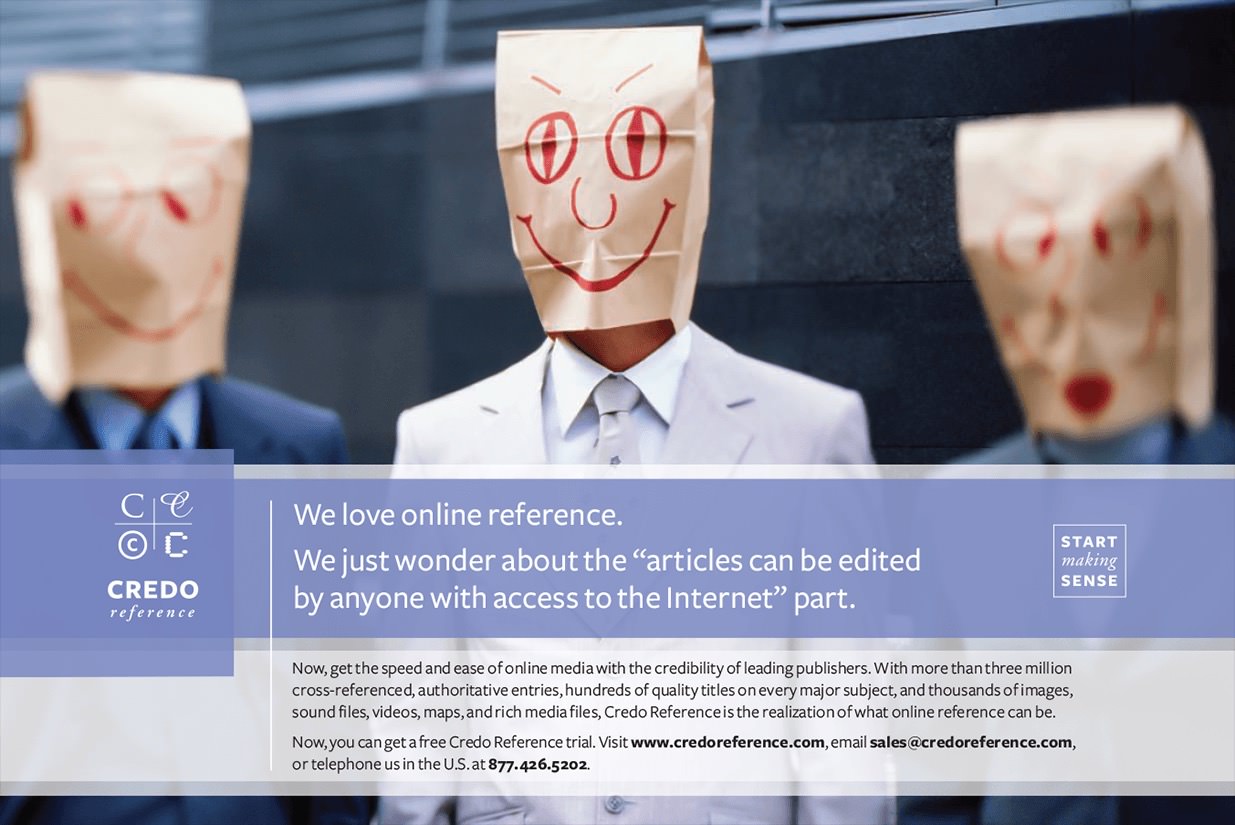 C C
© C
CREDO
reference
We love online reference.
We just wonder about the “articles can be edited
by anyone with access to the Internet” part.
START
making
SENSE
Now, get the speed and ease of online media with the credibility of leading publishers. With more than three million
cross-referenced, authoritative entries, hundreds of quality titles on every major subject, and thousands of images,
sound files, videos, maps, and rich media files, Credo Reference is the realization of what online reference can be.
Now, you can get a free Credo Reference trial. Visit www.credoreference.com, email sales@credoreference.com,
or telephone us in the U.S. at 877.426.5202.